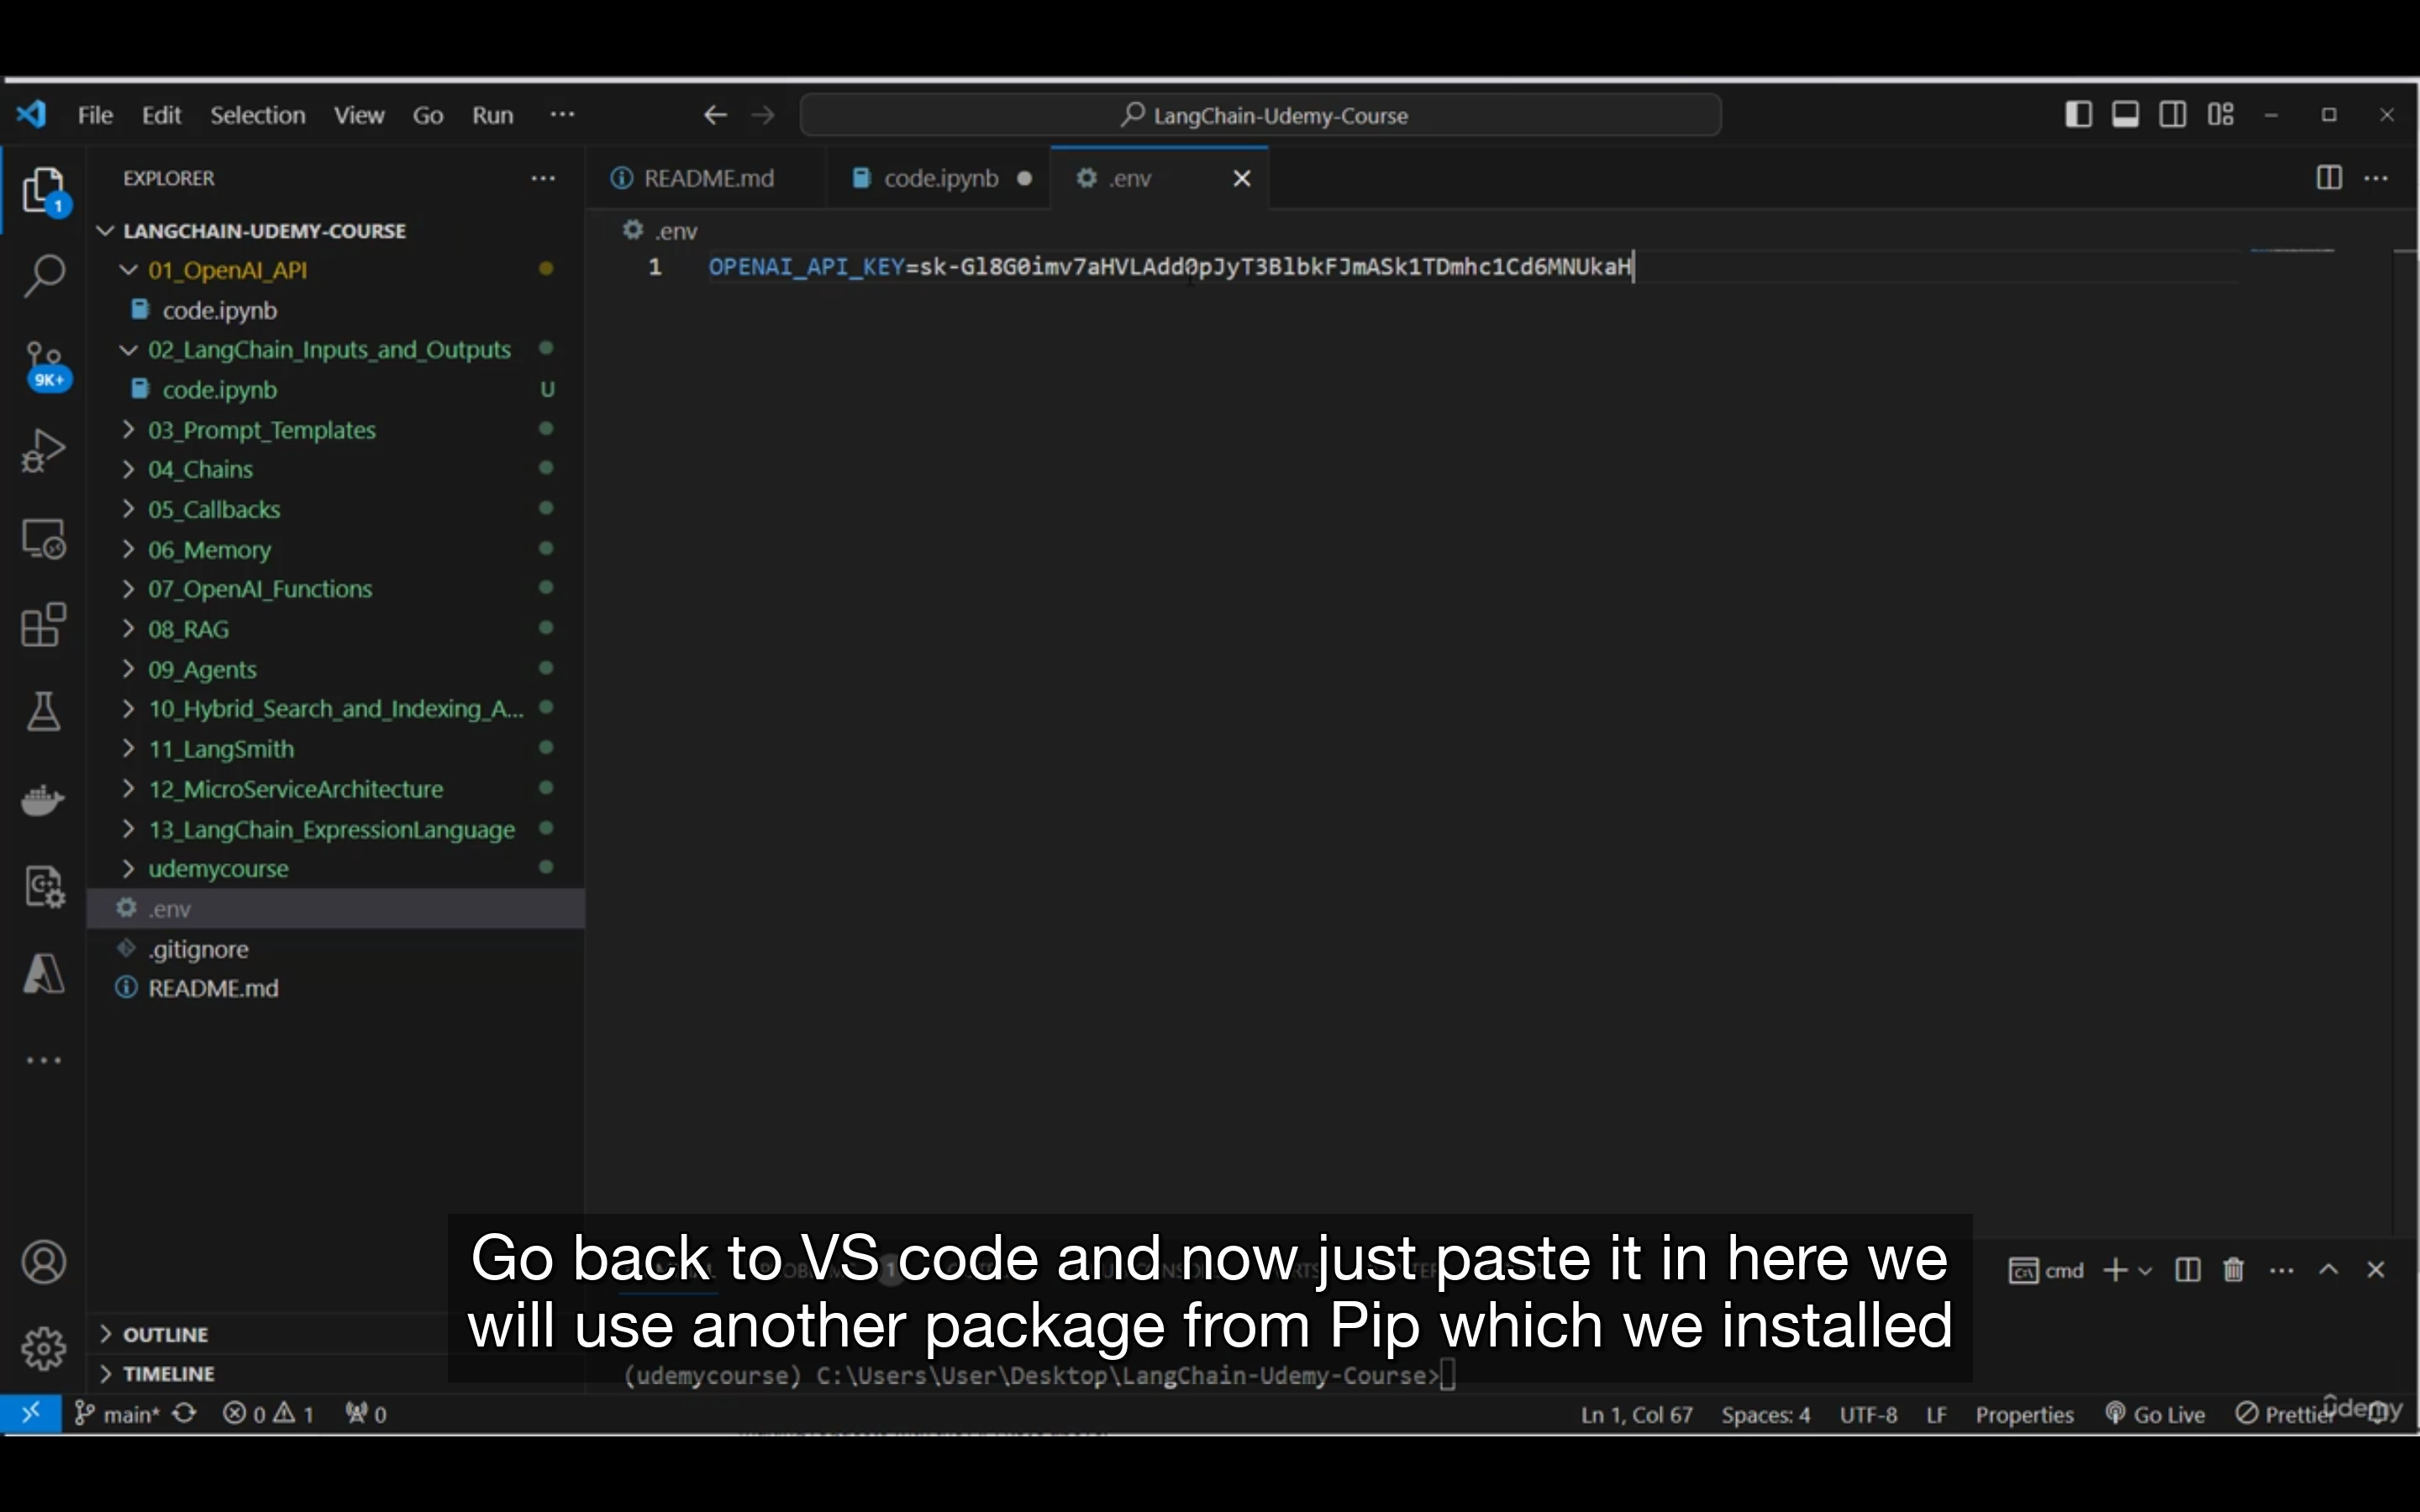 File Edit Selection View Go Run ···
LangChain-Udemy-Course
EXPLORER ···
README.md
code.ipynb
.env
1
LANGCHAIN-UDEMY-COURSE
.env
01_OpenAI_API
1 OPENAI_API_KEY=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
code.ipynb
02_LangChain_Inputs_and_Outputs
9K+
code.ipynb U
03_Prompt_Templates
04_Chains
05_Callbacks
06_Memory
07_OpenAI_Functions
08_RAG
09_Agents
10_Hybrid_Search_and_Indexing_A...
11_LangSmith
12_MicroServiceArchitecture
13_LangChain_ExpressionLanguage
udemycourse
.env
.gitignore
README.md
Go back to VS code and now just paste it in here we
will use another package from Pip which we installed
cmd
OUTLINE
TIMELINE
(udemycourse) C:\Users\User\Desktop\LangChain-Udemy-Course>
main* 0 1 0
Ln 1, Col 67 Spaces: 4 UTF-8 LF Properties Go Live Prettier
ûdemy